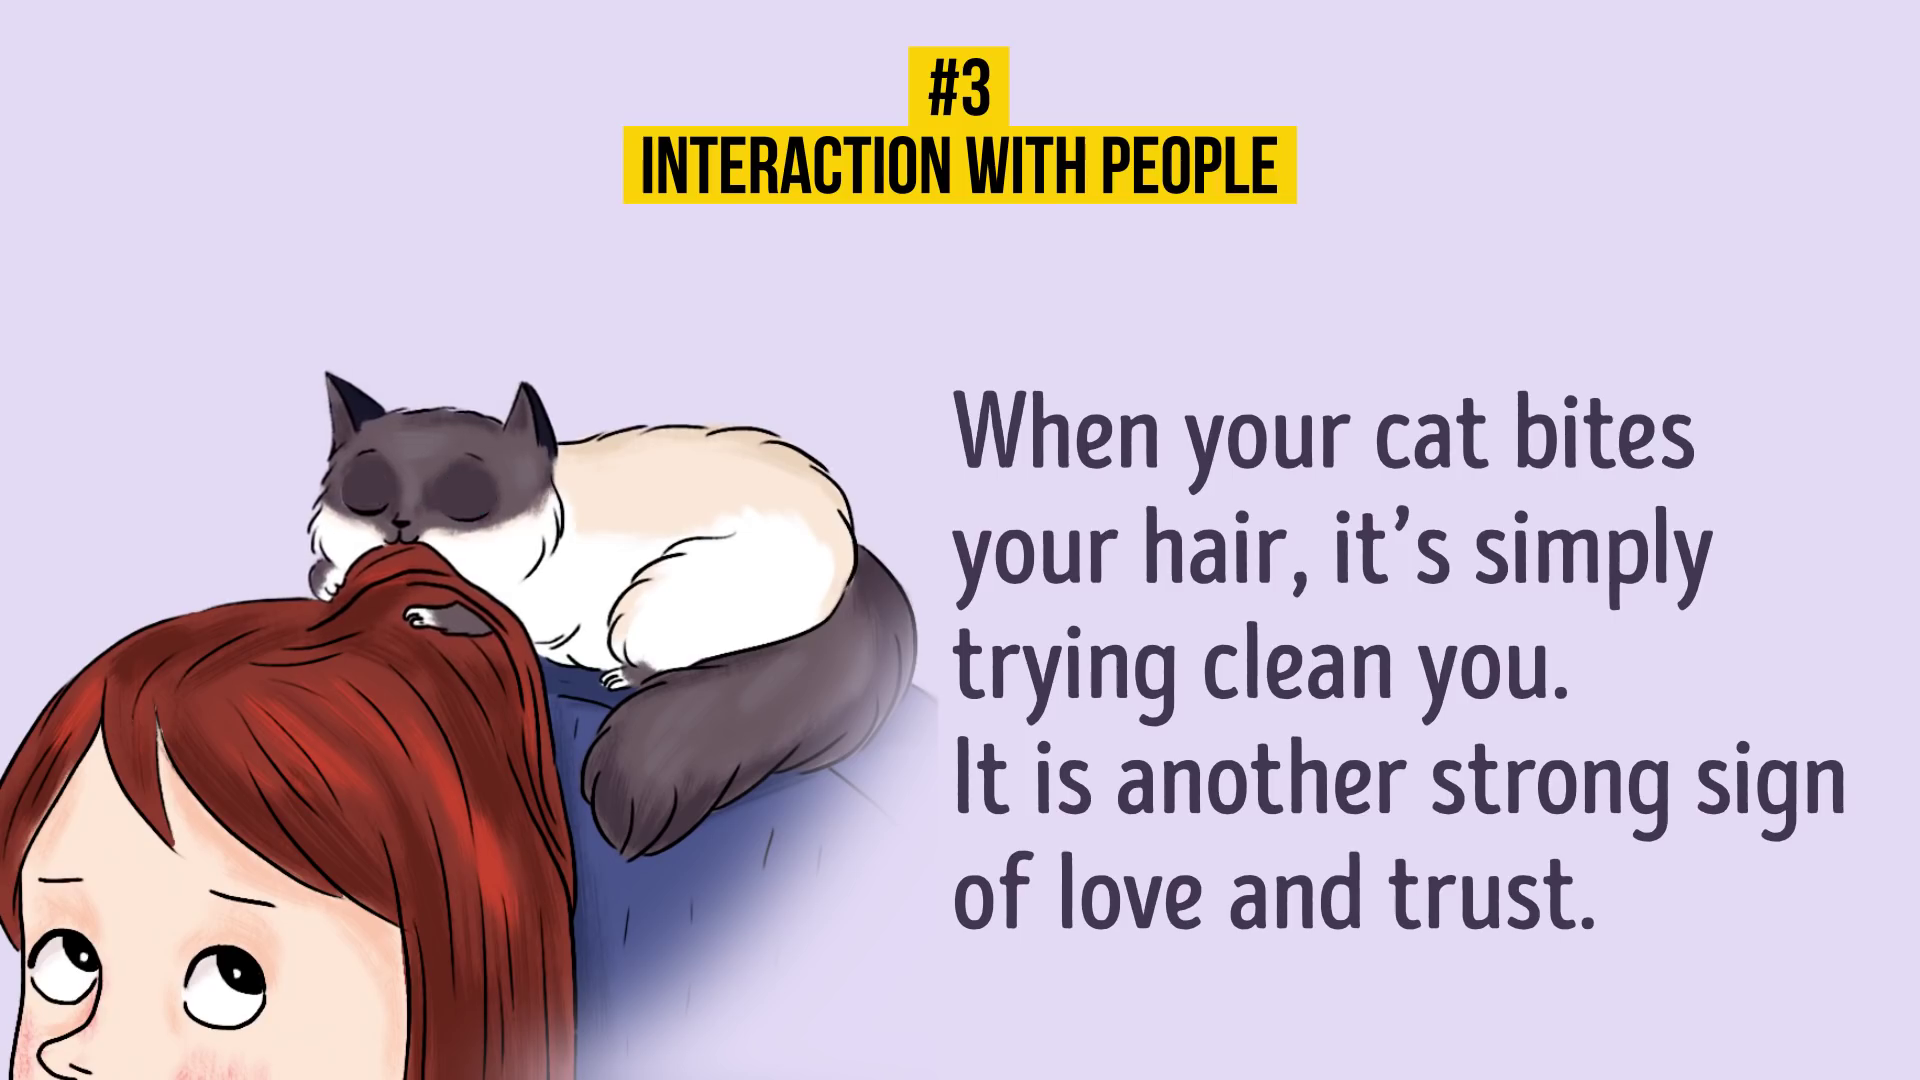 #3
INTERACTION WITH PEOPLE
When your cat bites
your hair, it’s simply
trying clean you.
It is another strong sign
of love and trust.